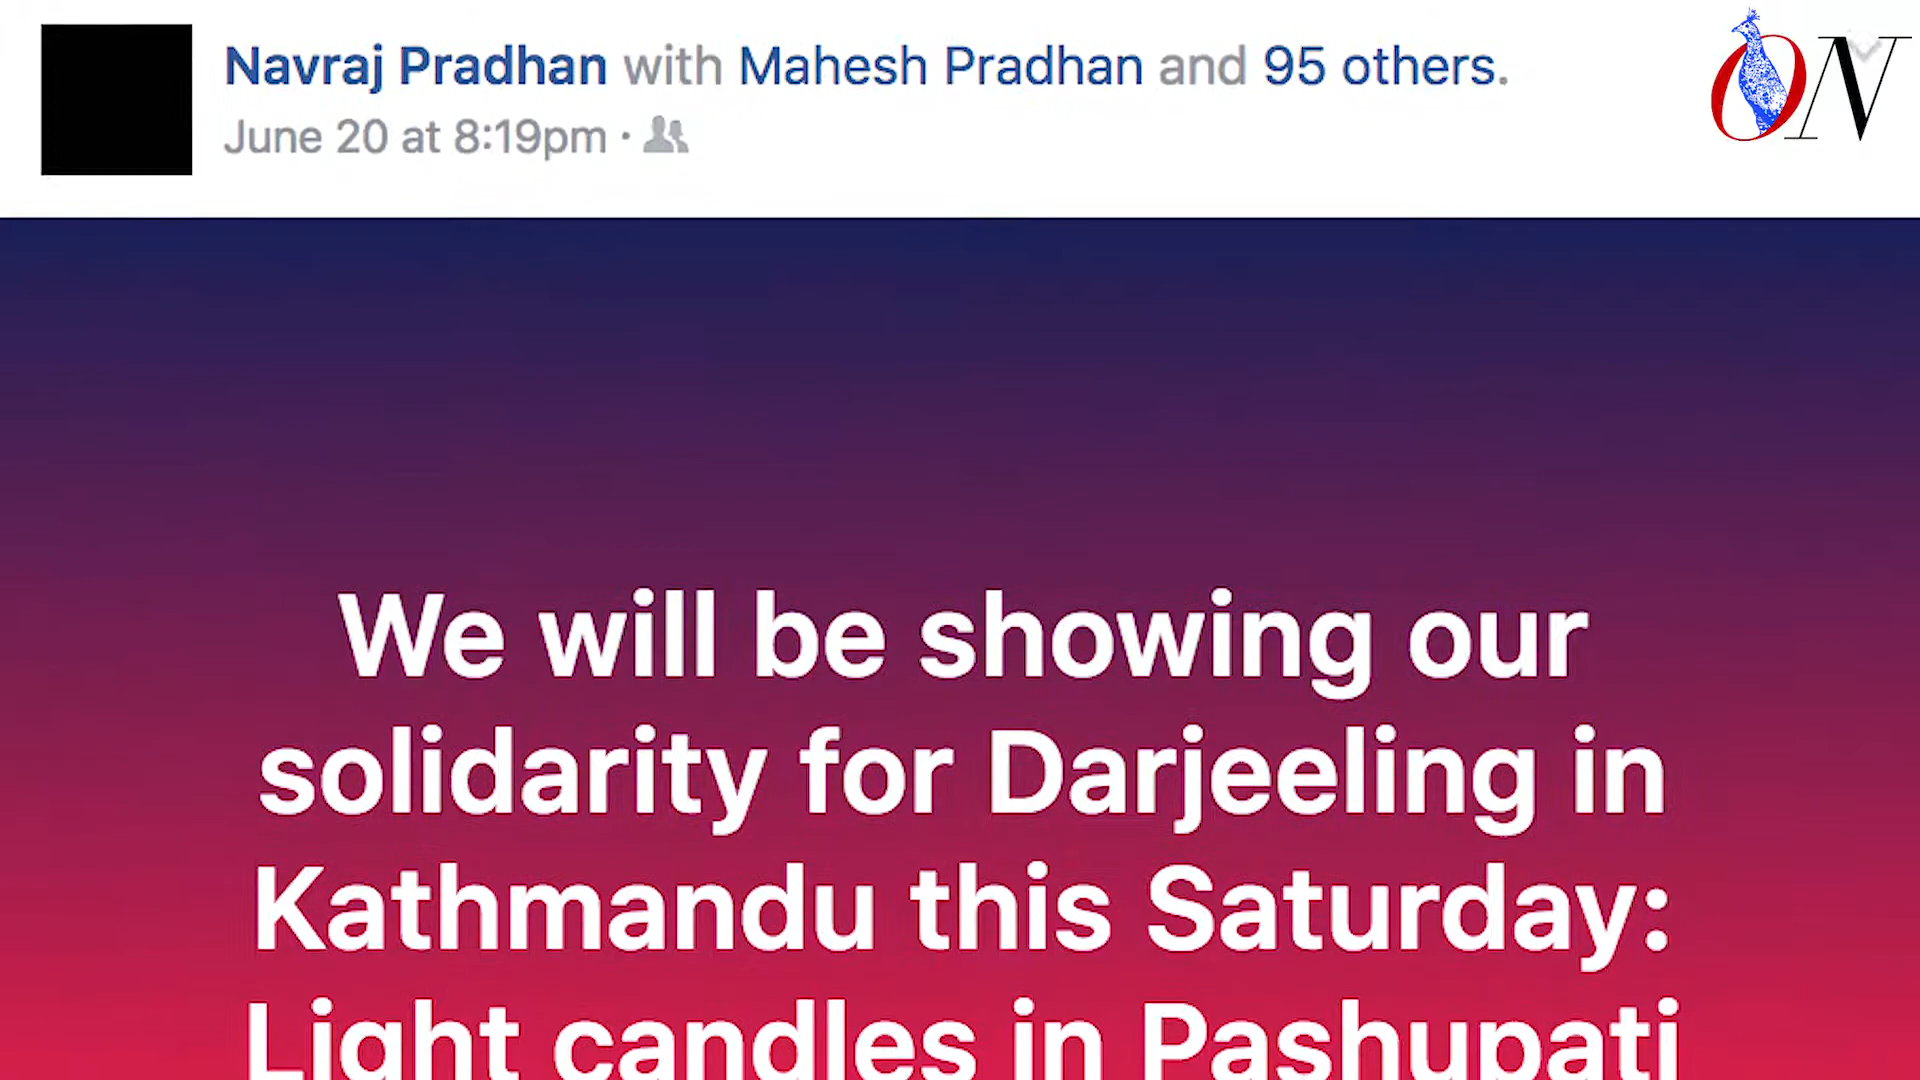 Navraj Pradhan with Mahesh Pradhan and 95 others.
June 20 at 8:19pm ·
ON
We will be showing our
solidarity for Darjeeling in
Kathmandu this Saturday:
Light candles in Pashupati